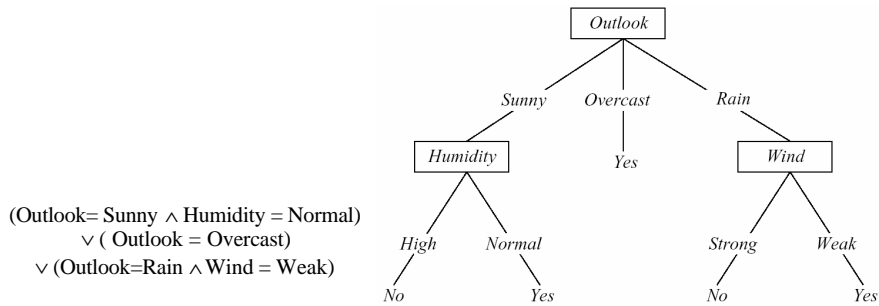 (Outlook= Sunny ∧ Humidity = Normal)
∨ ( Outlook = Overcast)
∨ (Outlook=Rain ∧ Wind = Weak)
Outlook
Sunny Overcast Rain
Humidity Yes Wind
High Normal Strong Weak
No Yes No Yes